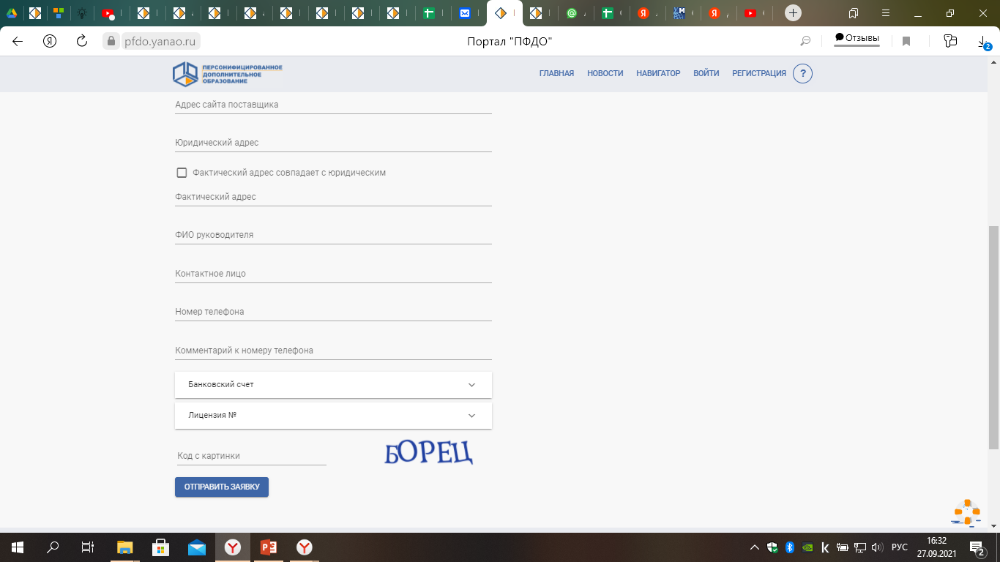 pfdo.yanao.ru
Портал "ПФДО"
Отзывы
2
ПЕРСОНИФИЦИРОВАННОЕ
ДОПОЛНИТЕЛЬНОЕ
ОБРАЗОВАНИЕ
ГЛАВНАЯ НОВОСТИ НАВИГАТОР ВОЙТИ РЕГИСТРАЦИЯ ?
Адрес сайта поставщика
Юридический адрес
Фактический адрес совпадает с юридическим
Фактический адрес
ФИО руководителя
Контактное лицо
Номер телефона
Комментарий к номеру телефона
Банковский счет
Лицензия №
Код с картинки
БОРЕЦ
ОТПРАВИТЬ ЗАЯВКУ
РУС
16:32
27.09.2021
2